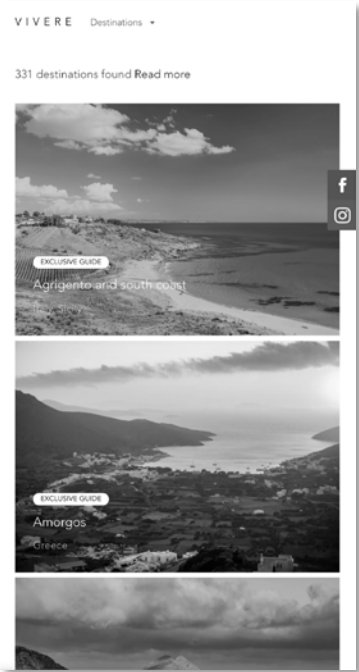 VIVERE Destinations
331 destinations found Read more
EXCLUSIVE GUIDE
Agrigento and south coast
EXCLUSIVE GUIDE
Amorgos
Greece